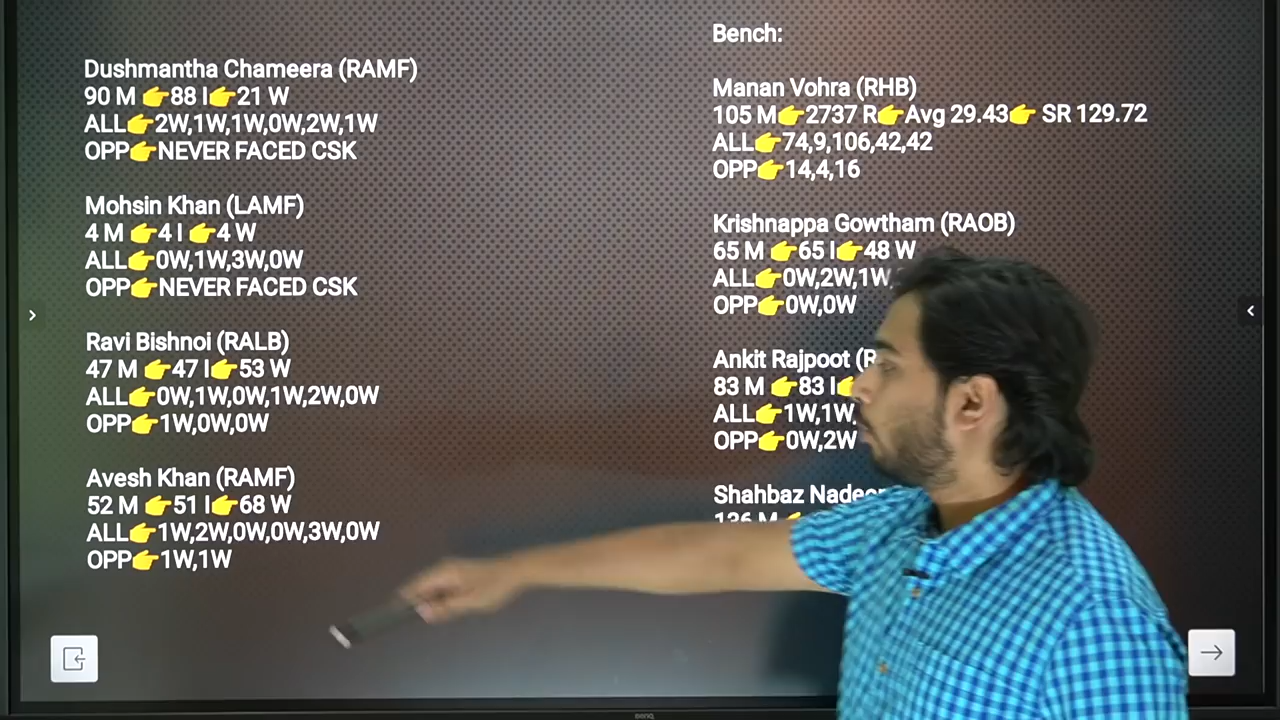 Dushmantha Chameera (RAMF)
90 M 👉88 I👉21 W
ALL👉2W,1W,1W,0W,2W,1W
OPP👉NEVER FACED CSK
Mohsin Khan (LAMF)
4 M 👉4 I 👉4 W
ALL👉0W,1W,3W,0W
OPP👉NEVER FACED CSK
Ravi Bishnoi (RALB)
47 M 👉47 I👉53 W
ALL👉0W,1W,0W,1W,2W,0W
OPP👉1W,0W,0W
Avesh Khan (RAMF)
52 M 👉51 I👉68 W
ALL👉1W,2W,0W,0W,3W,0W
OPP👉1W,1W
Bench:
Manan Vohra (RHB)
105 M👉2737 R👉Avg 29.43👉 SR 129.72
ALL👉74,9,106,42,42
OPP👉14,4,16
Krishnappa Gowtham (RAOB)
65 M 👉65 I👉48 W
ALL👉0W,2W,1W,
OPP👉0W,0W
Ankit Rajpoot (R
83 M 👉83 I👉
ALL👉1W,1W,
OPP👉0W,2W
Shahbaz
136 M
BenQ